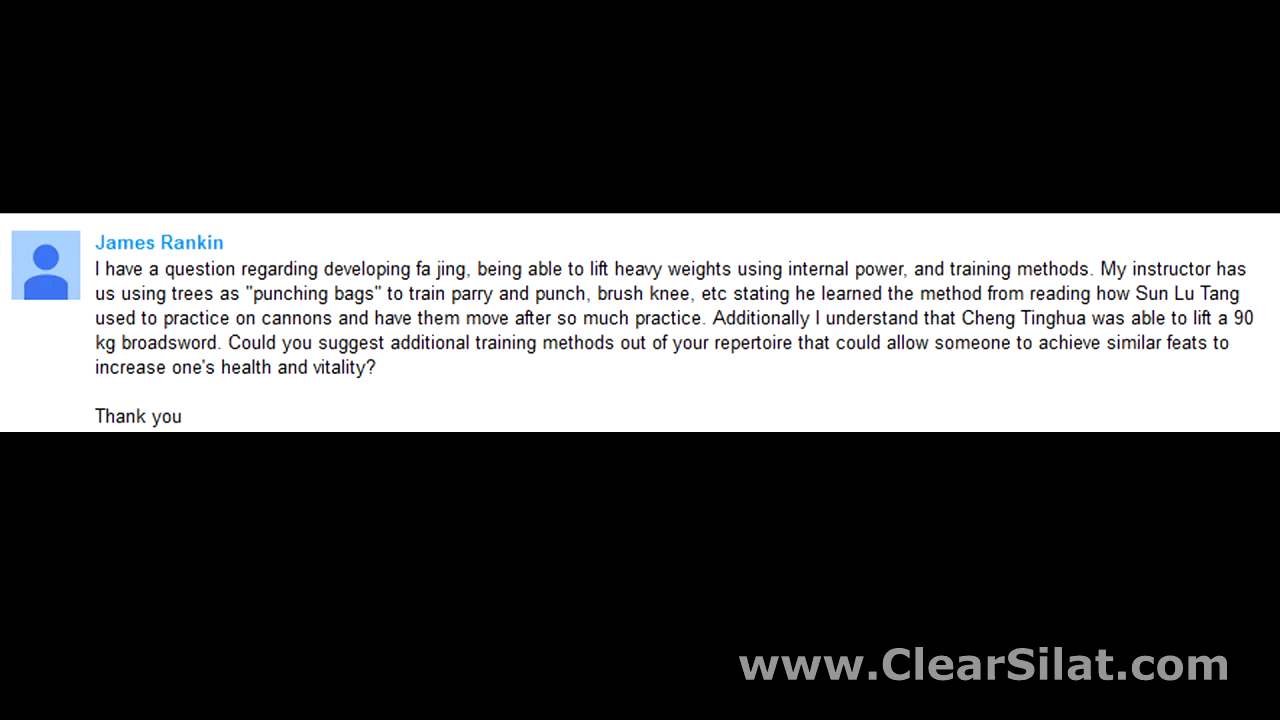 James Rankin
I have a question regarding developing fa jing, being able to lift heavy weights using internal power, and training methods. My instructor has
us using trees as "punching bags" to train parry and punch, brush knee, etc stating he learned the method from reading how Sun Lu Tang
used to practice on cannons and have them move after so much practice. Additionally I understand that Cheng Tinghua was able to lift a 90
kg broadsword. Could you suggest additional training methods out of your repertoire that could allow someone to achieve similar feats to
increase one's health and vitality?
Thank you
www.ClearSilat.com